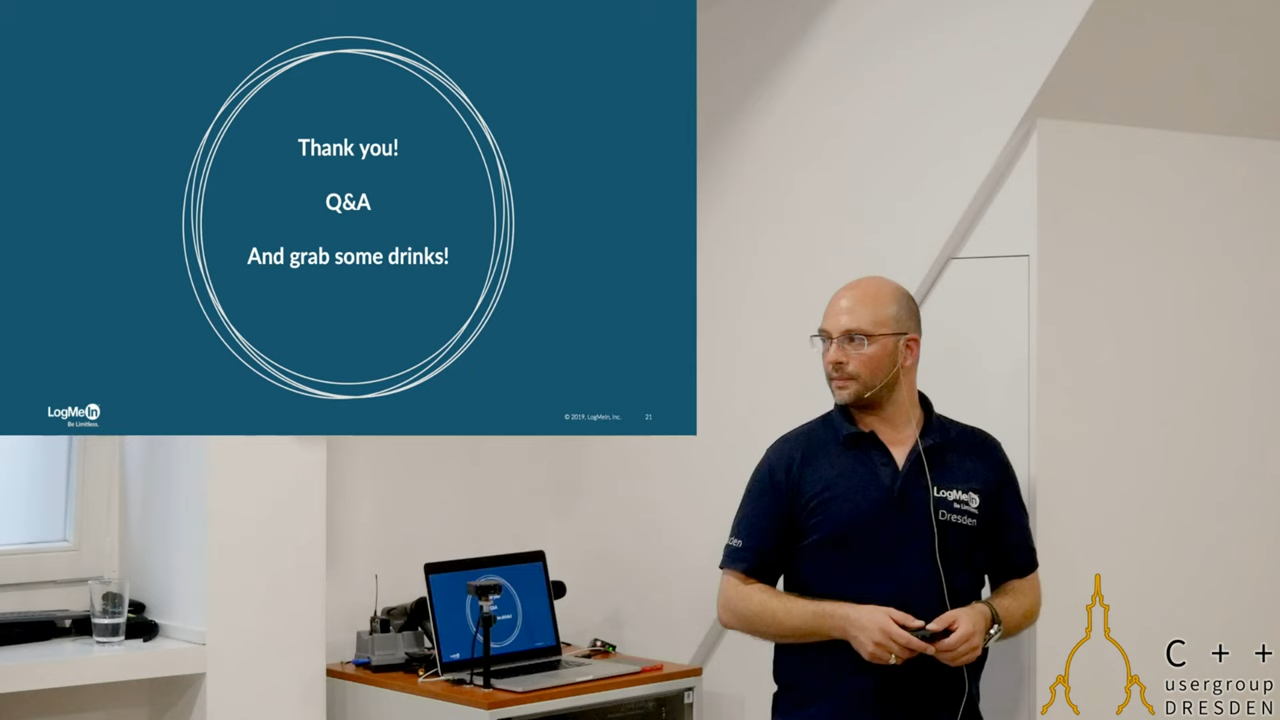 Thank you!
Q&A
And grab some drinks!
LogMeIn
Be Limitless.
© 2019, LogMeIn, Inc.
21
LogMeIn
Be Limitless.
Dresden
C++
usergroup
DRESDEN